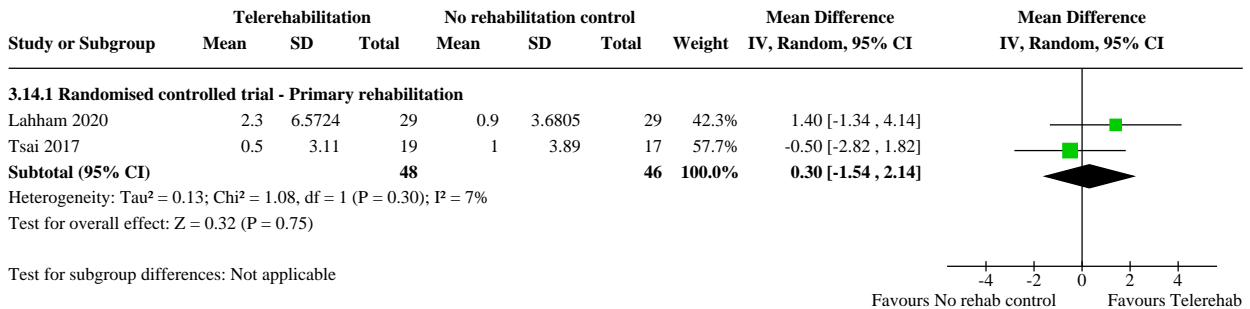 Telerehabilitation No rehabilitation control Mean Difference Mean Difference
Study or Subgroup Mean SD Total Mean SD Total Weight IV, Random, 95% CI IV, Random, 95% CI
3.14.1 Randomised controlled trial - Primary rehabilitation
Lahham 2020 2.3 6.5724 29 0.9 3.6805 29 42.3% 1.40 [-1.34 , 4.14]
Tsai 2017 0.5 3.11 19 1 3.89 17 57.7% -0.50 [-2.82 , 1.82]
Subtotal (95% CI) 48 46 100.0% 0.30 [-1.54 , 2.14]
Heterogeneity: Tau² = 0.13; Chi² = 1.08, df = 1 (P = 0.30); I² = 7%
Test for overall effect: Z = 0.32 (P = 0.75)
Test for subgroup differences: Not applicable
-4 -2 0 2 4
Favours No rehab control Favours Telerehab